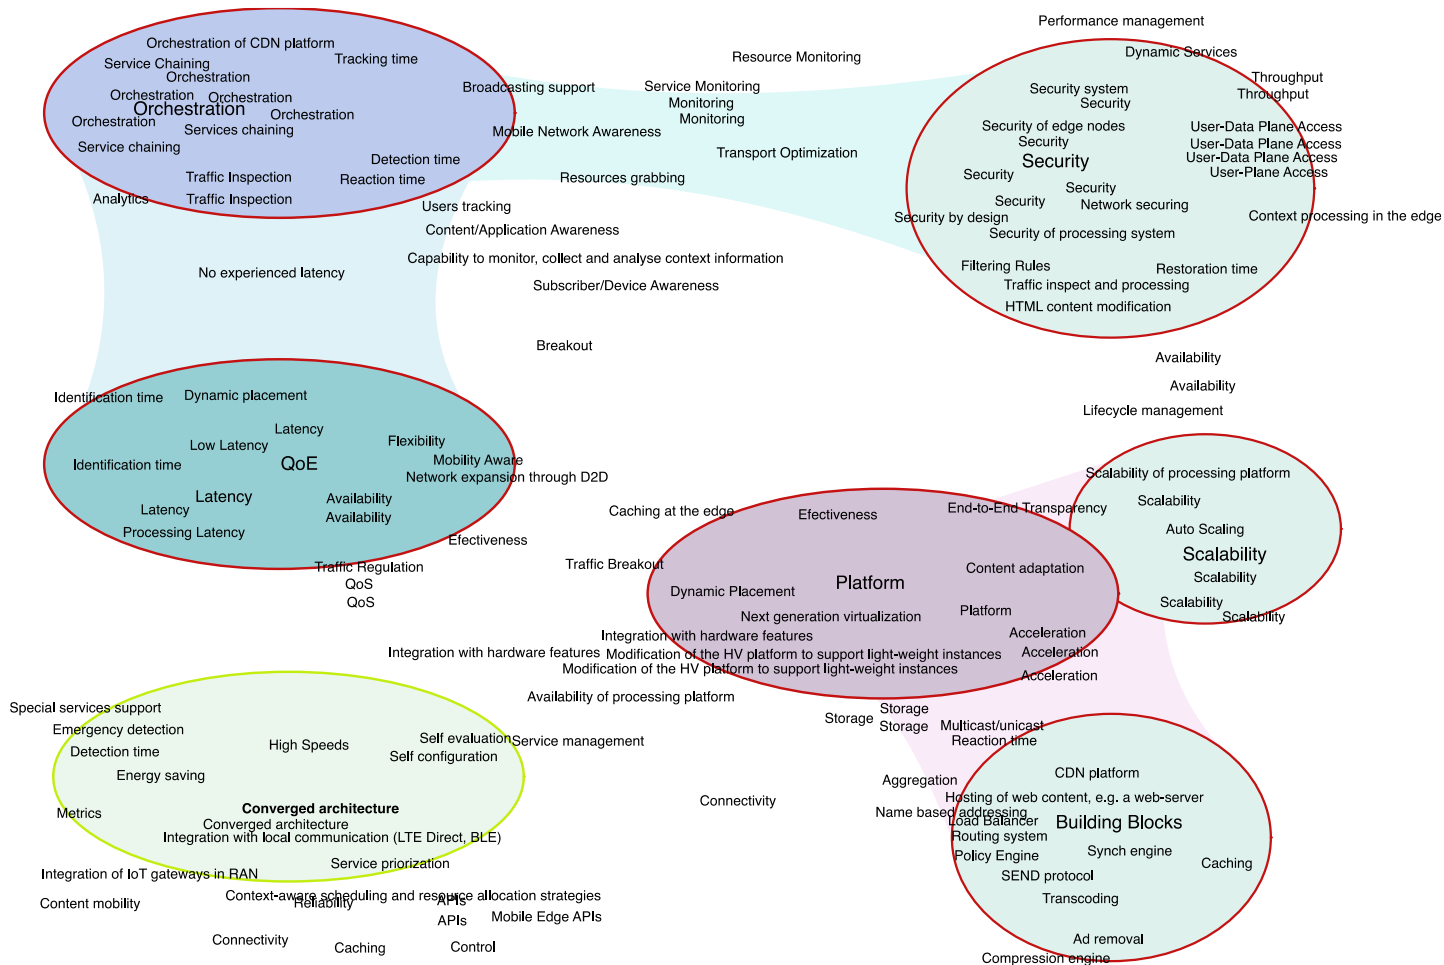 Performance management
Orchestration of CDN platform
Dynamic Services
Tracking time
Resource Monitoring
Service Chaining
Orchestration
Throughput
Broadcasting support
Service Monitoring
Security system
Throughput
Orchestration
Orchestration
Monitoring
Security
Orchestration
Orchestration
Monitoring
Orchestration
Services chaining
Mobile Network Awareness
Security of edge nodes
User-Data Plane Access
Service chaining
Security
User-Data Plane Access
Transport Optimization
Detection time
Security
User-Data Plane Access
Traffic Inspection
Reaction time
Resources grabbing
Security
User-Plane Access
Analytics
Traffic Inspection
Security
Users tracking
Security
Network securing
Security by design
Context processing in the edge
Content/Application Awareness
Security of processing system
Capability to monitor, collect and analyse context information
Filtering Rules
Restoration time
No experienced latency
Subscriber/Device Awareness
Traffic inspect and processing
HTML content modification
Breakout
Availability
Availability
Identification time
Dynamic placement
Lifecycle management
Latency
Low Latency
Flexibility
Identification time
QoE
Mobility Aware
Network expansion through D2D
Scalability of processing platform
Latency
Availability
Scalability
Latency
Availability
Caching at the edge
Efectiveness
End-to-End Transparency
Processing Latency
Efectiveness
Auto Scaling
Scalability
Traffic Regulation
Traffic Breakout
Content adaptation
QoS
Platform
Scalability
QoS
Dynamic Placement
Scalability
Next generation virtualization
Platform
Scalability
Integration with hardware features
Acceleration
Integration with hardware features
Modification of the HV platform to support light-weight instances
Acceleration
Modification of the HV platform to support light-weight instances
Acceleration
Availability of processing platform
Special services support
Storage
Storage
Emergency detection
Storage
Multicast/unicast
Detection time
High Speeds
Self evaluation
Service management
Reaction time
Self configuration
Energy saving
CDN platform
Aggregation
Connectivity
Hosting of web content, e.g. a web-server
Metrics
Converged architecture
Name based addressing
Converged architecture
Load Balancer
Building Blocks
Integration with local communication (LTE Direct, BLE)
Routing system
Service priorization
Policy Engine
Synch engine
Caching
Integration of IoT gateways in RAN
SEND protocol
Context-aware scheduling and resource allocation strategies
Content mobility
Reliability
APIs
Transcoding
APIs
Mobile Edge APIs
Connectivity
Caching
Control
Ad removal
Compression engine